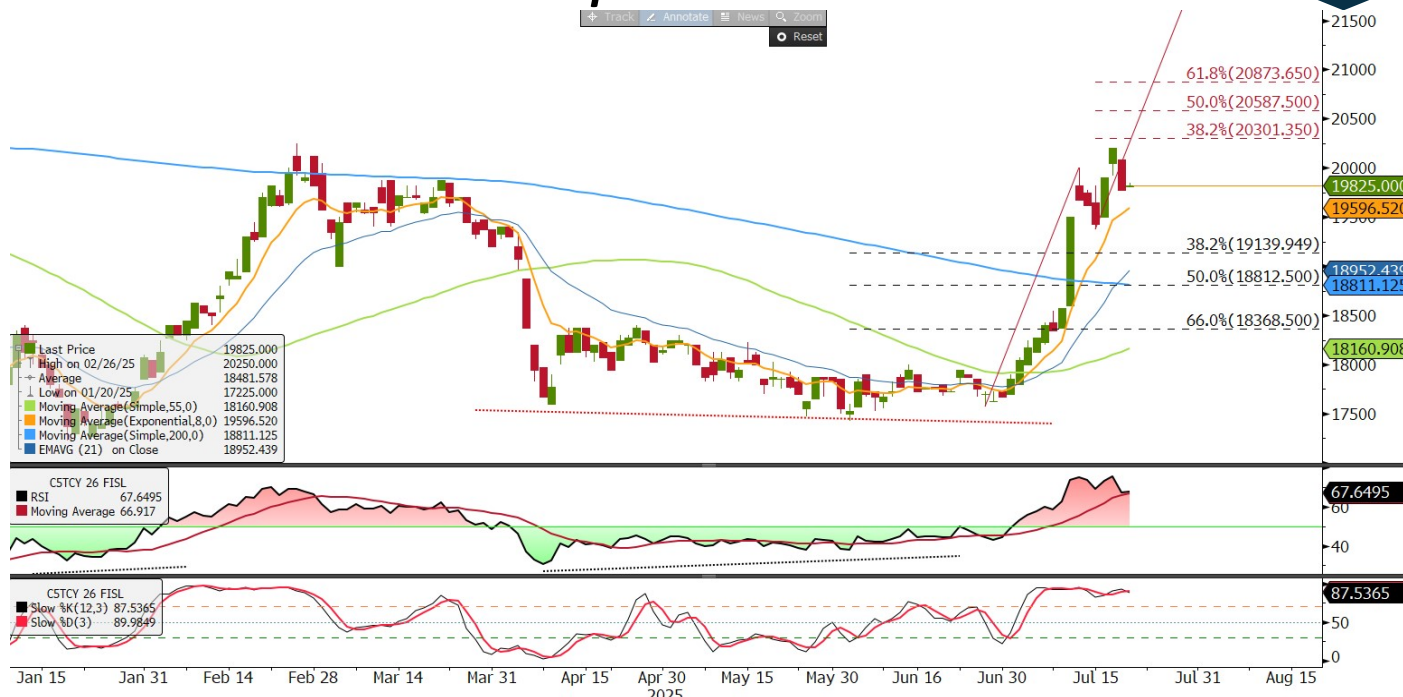 Track Annotate News Zoom
Reset
21500
21000
20500
20000
19500
18500
18000
17500
61.8%(20873.650)
50.0%(20587.500)
38.2%(20301.350)
38.2%(19139.949)
50.0%(18812.500)
66.0%(18368.500)
19825.000
19596.520
18952.439
18811.125
18160.908
Last Price 19825.000
High on 02/26/25 20250.000
Average 18481.578
Low on 01/20/25 17225.000
Moving Average(Simple,55,0) 18160.908
Moving Average(Exponential,8,0) 19596.520
Moving Average(Simple,200,0) 18811.125
EMAVG (21) on Close 18952.439
C5TCY 26 FISL
RSI 67.6495
Moving Average 66.917
67.6495
60
40
C5TCY 26 FISL
Slow %K(12,3) 87.5365
Slow %D(3) 89.9849
87.5365
50
0
Jan 15 Jan 31 Feb 14 Feb 28 Mar 14 Mar 31 Apr 15 Apr 30 May 15 May 30 Jun 16 Jun 30 Jul 15 Jul 31 Aug 15
2025